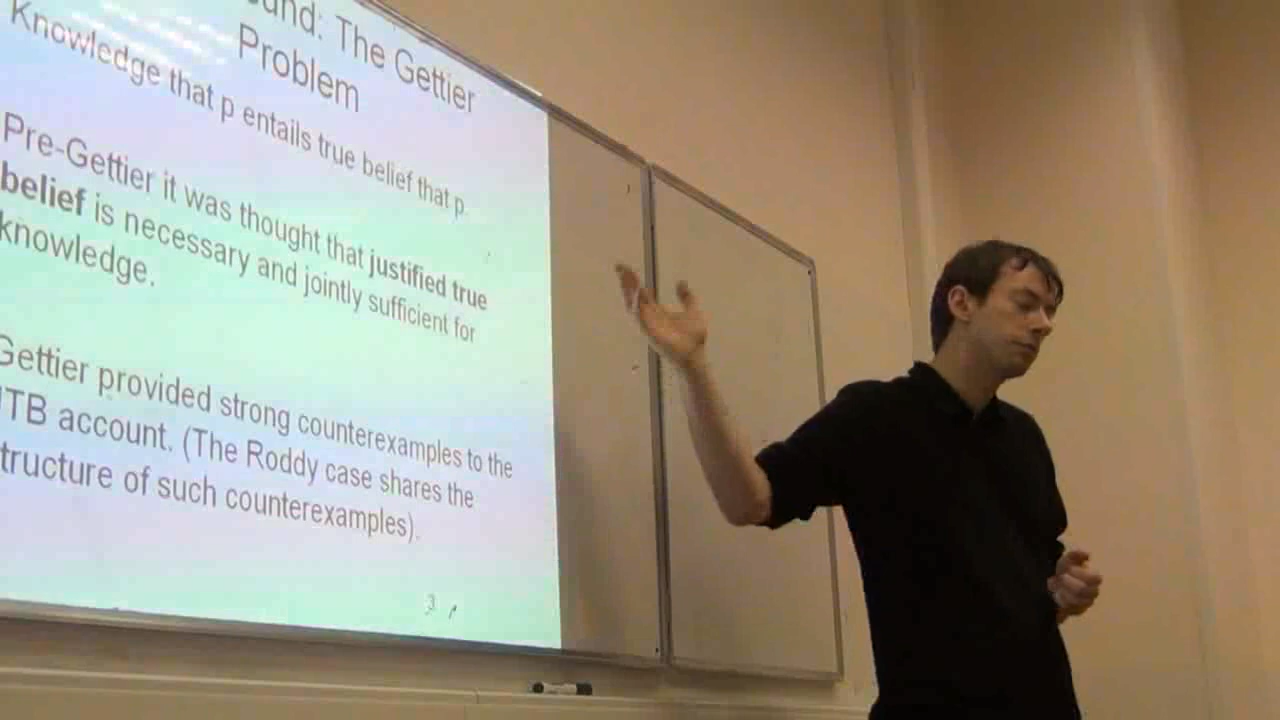 und: The Gettier
Problem
Knowledge that p entails true belief that p.
Pre-Gettier it was thought that justified true
belief is necessary and jointly sufficient for
knowledge.
Gettier provided strong counterexamples to the
JTB account. (The Roddy case shares the
tructure of such counterexamples).
3